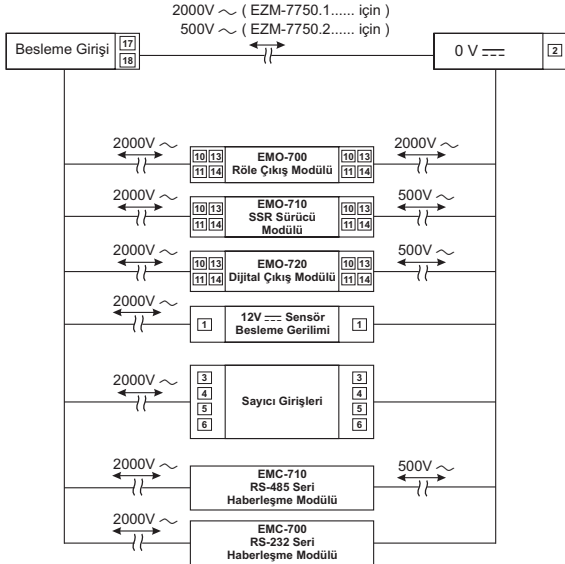 2000V ～ ( EZM-7750.1...... için )
500V ～ ( EZM-7750.2...... için )
Besleme Girişi 17 18
0 V ⎓ 2
2000V ～ 2000V ～
10 13 EMO-700 10 13
11 14 Röle Çıkış Modülü 11 14
2000V ～ 500V ～
10 13 EMO-710 10 13
11 14 SSR Sürücü 11 14
Modülü
2000V ～ 500V ～
10 13 EMO-720 10 13
11 14 Dijital Çıkış Modülü 11 14
2000V ～
1 12V ⎓ Sensör 1
Besleme Gerilimi
3 3
2000V ～ 4 4
Sayıcı Girişleri
5 5
6 6
2000V ～ 500V ～
EMC-710
RS-485 Seri
Haberleşme Modülü
2000V ～
EMC-700
RS-232 Seri
Haberleşme Modülü